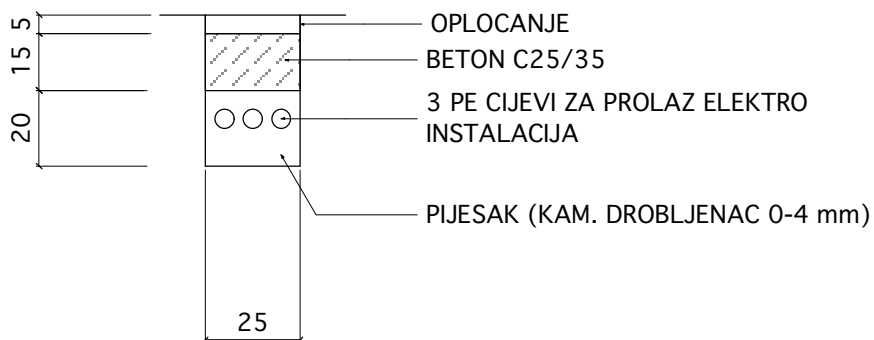 5
15
20
OPLOCANJE
BETON C25/35
3 PE CIJEVI ZA PROLAZ ELEKTRO
INSTALACIJA
PIJESAK (KAM. DROBLJENAC 0-4 mm)
25